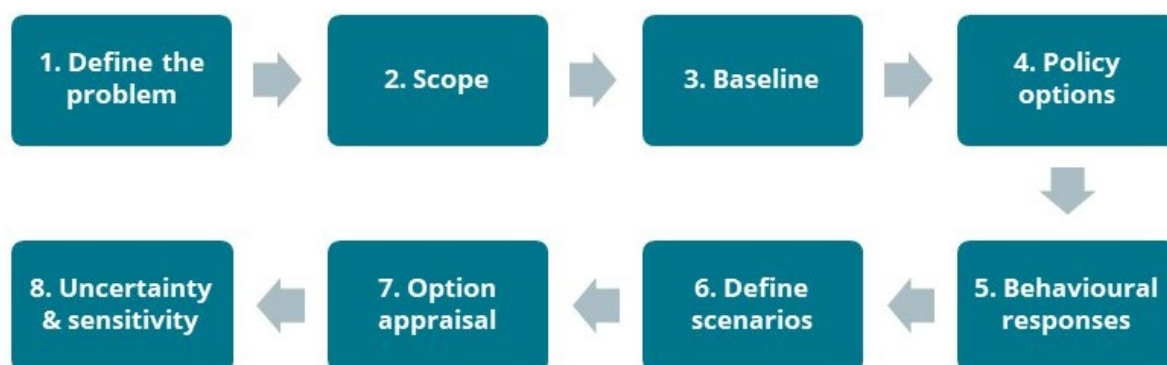 1. Define the
problem
2. Scope
3. Baseline
4. Policy
options
5. Behavioural
responses
6. Define
scenarios
7. Option
appraisal
8. Uncertainty
& sensitivity